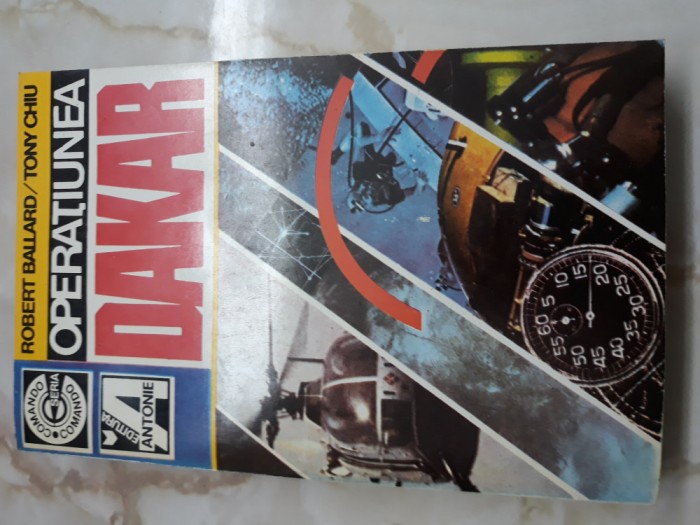 ROBERT BALLARD/TONY CHIU
OPERAȚIUNEA
DAKAR
COMANDO
SERIA
COMANDO
EDITURA
ANTONIE
60 5 10 15 20 25 30 35 40 45 50 55